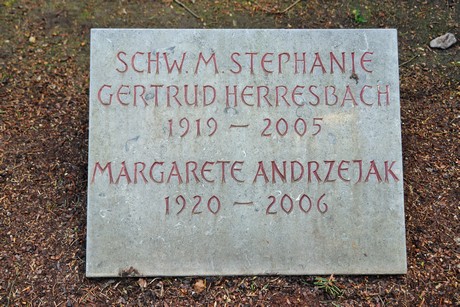 SCHW. M. STEPHANIE
GERTRUD HERRESBACH
1919 – 2005
MARGARETE ANDRZEJAK
1920 – 2006